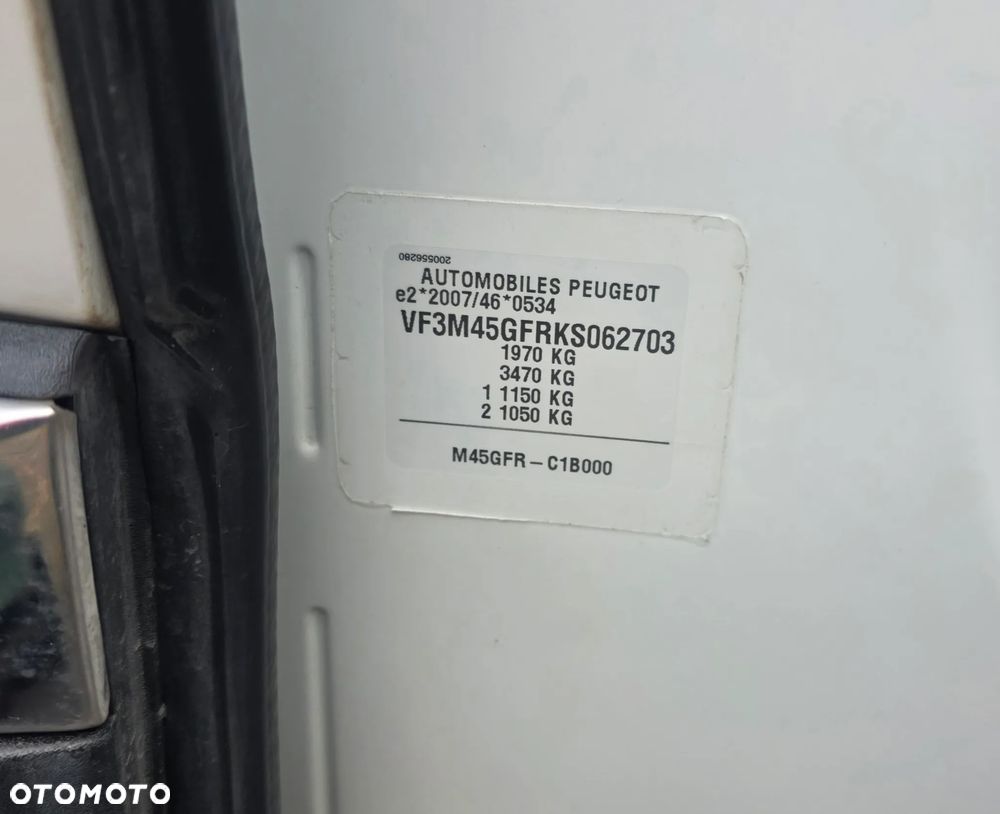 200556280
AUTOMOBILES PEUGEOT
e2*2007/46*0534
VF3M45GFRKS062703
1970 KG
3470 KG
1 1150 KG
2 1050 KG
M45GFR – C1B000
OTOMOTO